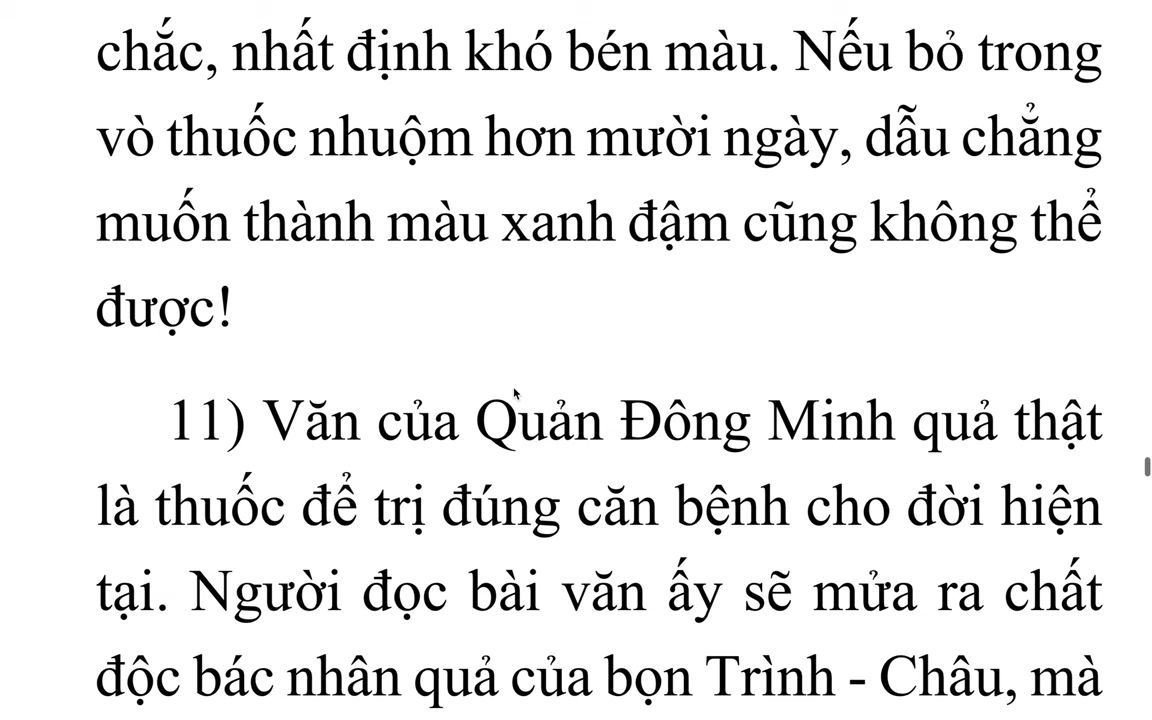 chắc, nhất định khó bén màu. Nếu bỏ trong
vò thuốc nhuộm hơn mười ngày, dẫu chẳng
muốn thành màu xanh đậm cũng không thể
được!
11) Văn của Quản Đông Minh quả thật
là thuốc để trị đúng căn bệnh cho đời hiện
tại. Người đọc bài văn ấy sẽ mửa ra chất
độc bác nhân quả của bọn Trình - Châu, mà